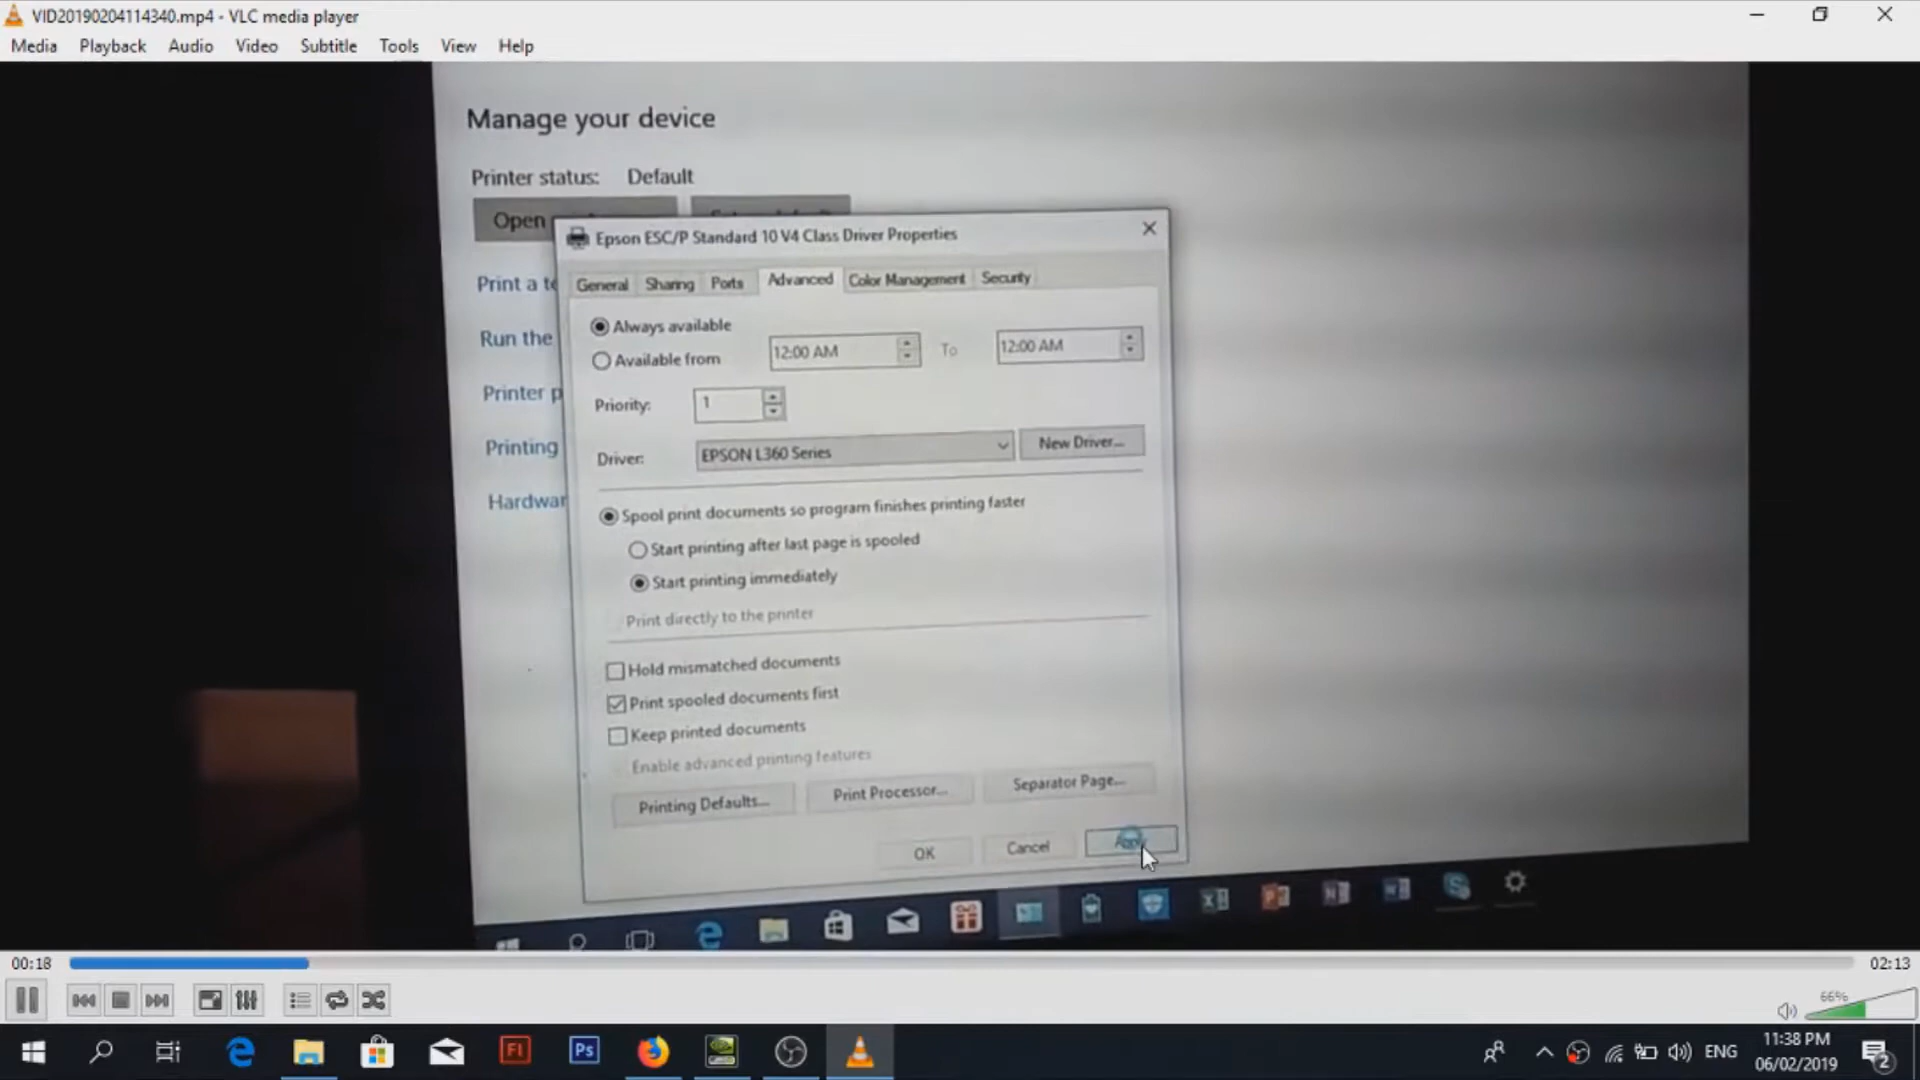 VID20190204114340.mp4 - VLC media player
Media Playback Audio Video Subtitle Tools View Help
Manage your device
Printer status: Default
Open
Epson ESC/P Standard 10 V4 Class Driver Properties
Print a te
General Sharing Ports Advanced Color Management Security
Run the
Always available
Available from 12:00 AM To 12:00 AM
Printer p
Priority: 1
Printing
Driver: EPSON L360 Series New Driver...
Hardwar
Spool print documents so program finishes printing faster
Start printing after last page is spooled
Start printing immediately
Print directly to the printer
Hold mismatched documents
Print spooled documents first
Keep printed documents
Enable advanced printing features
Printing Defaults... Print Processor... Separator Page...
OK Cancel Apply
00:18 02:13
66%
Fl Ps ENG 11:38 PM
06/02/2019 2